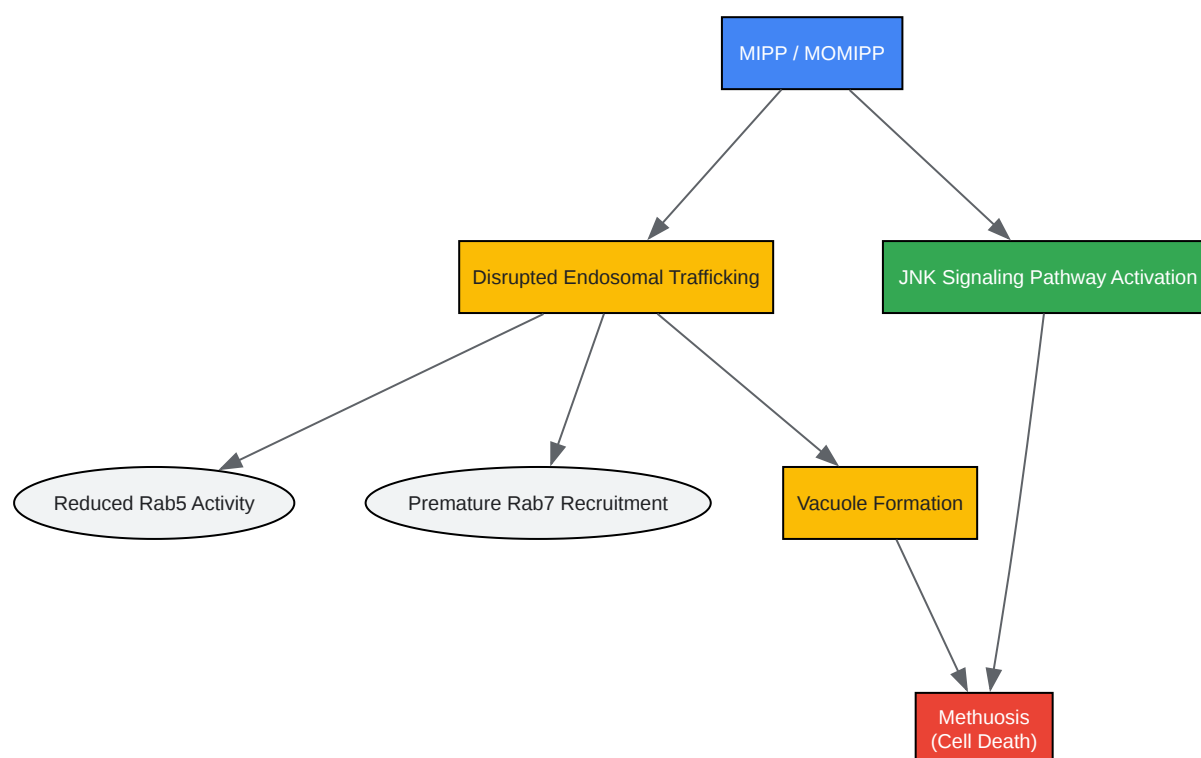 MIPP / MOMIPP
Disrupted Endosomal Trafficking
JNK Signaling Pathway Activation
Reduced Rab5 Activity
Premature Rab7 Recruitment
Vacuole Formation
Methuosis
(Cell Death)